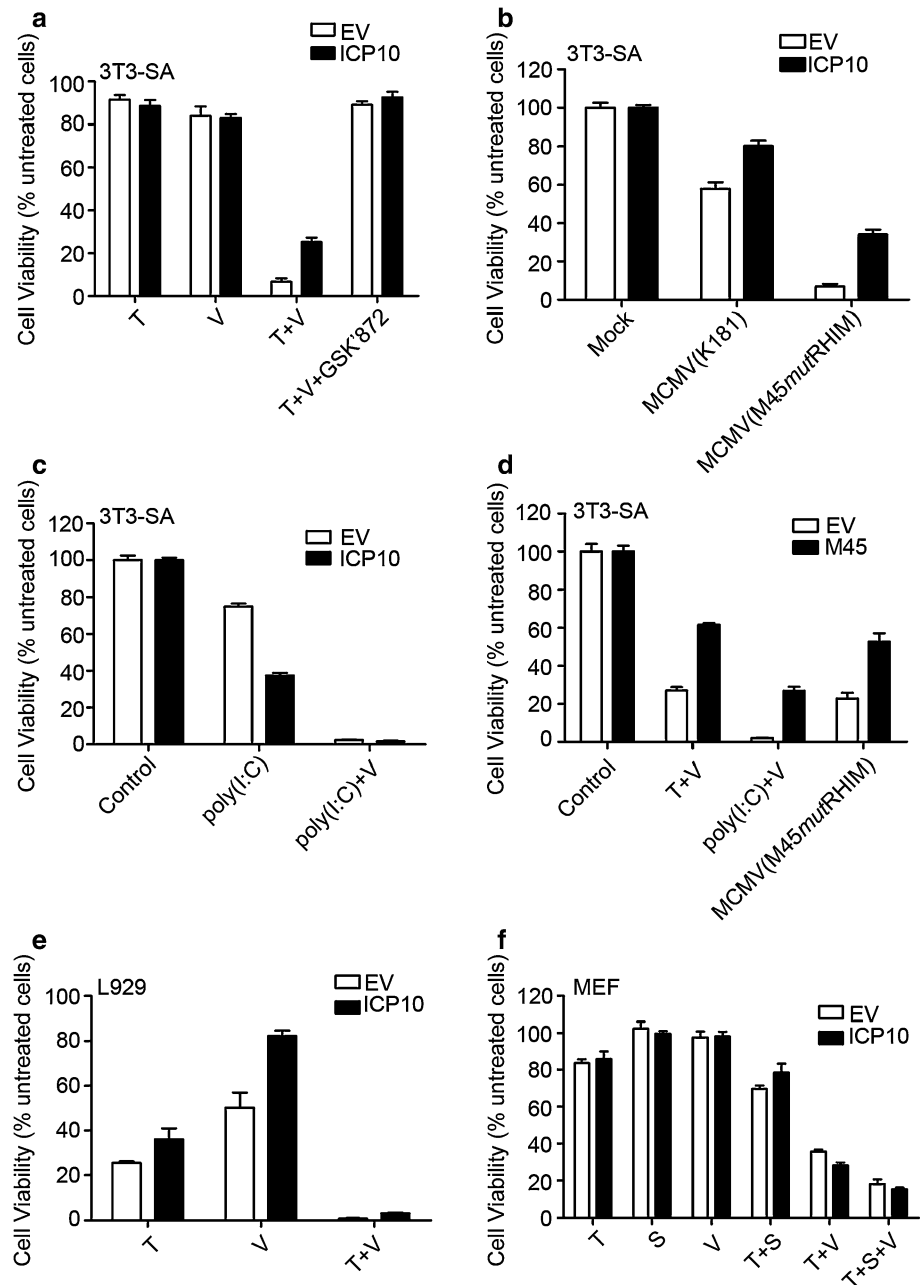 a
Cell Viability (% untreated cells)
3T3-SA
EV
ICP10
100
80
60
40
20
0
T
V
T+V
T+V+GSK'872
b
Cell Viability (% untreated cells)
3T3-SA
EV
ICP10
120
100
80
60
40
20
0
Mock
MCMV(K181)
MCMV(M45mutRHIM)
c
Cell Viability (% untreated cells)
3T3-SA
EV
ICP10
120
100
80
60
40
20
0
Control
poly(I:C)
poly(I:C)+V
d
Cell Viability (% untreated cells)
3T3-SA
EV
M45
120
100
80
60
40
20
0
Control
T+V
poly(I:C)+V
MCMV(M45mutRHIM)
e
Cell Viability (% untreated cells)
L929
EV
ICP10
100
80
60
40
20
0
T
V
T+V
f
Cell Viability (% untreated cells)
MEF
EV
ICP10
120
100
80
60
40
20
0
T
S
V
T+S
T+V
T+S+V